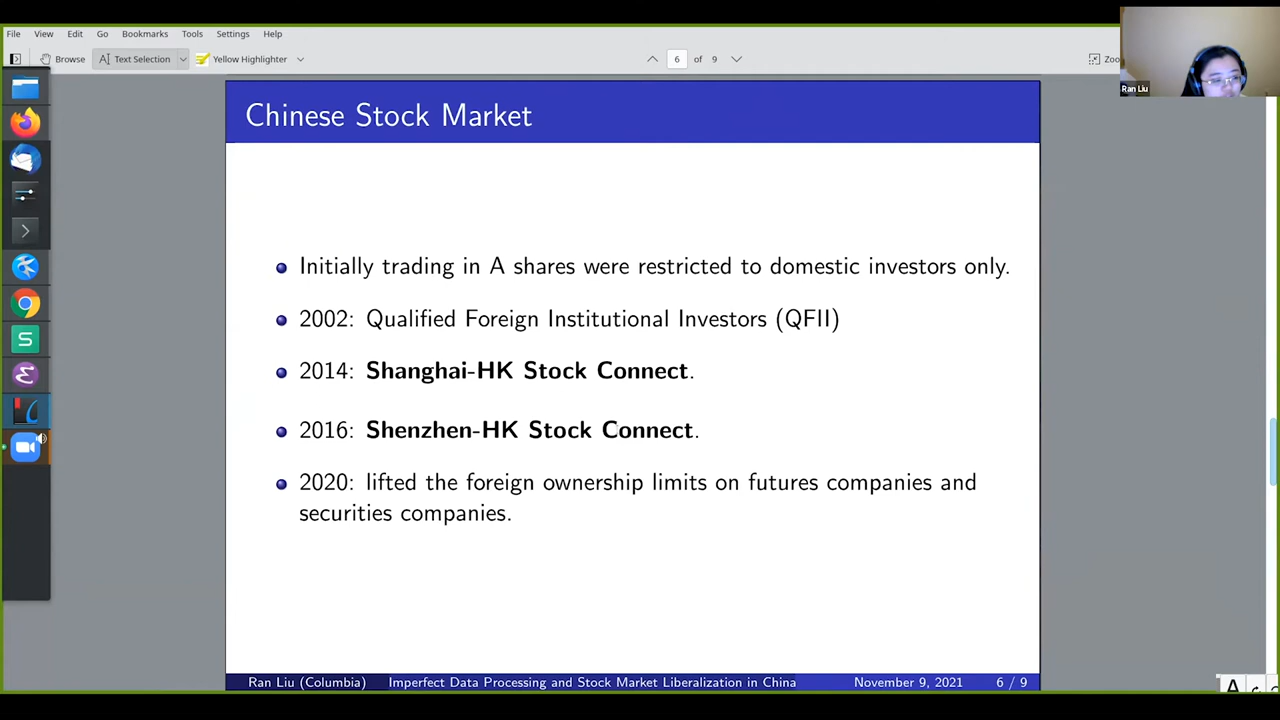 File View Edit Go Bookmarks Tools Settings Help
Browse Text Selection Yellow Highlighter 6 of 9
Ran Liu
Chinese Stock Market
Initially trading in A shares were restricted to domestic investors only.
2002: Qualified Foreign Institutional Investors (QFII)
2014: Shanghai-HK Stock Connect.
2016: Shenzhen-HK Stock Connect.
2020: lifted the foreign ownership limits on futures companies and
securities companies.
Ran Liu (Columbia) Imperfect Data Processing and Stock Market Liberalization in China November 9, 2021 6 / 9